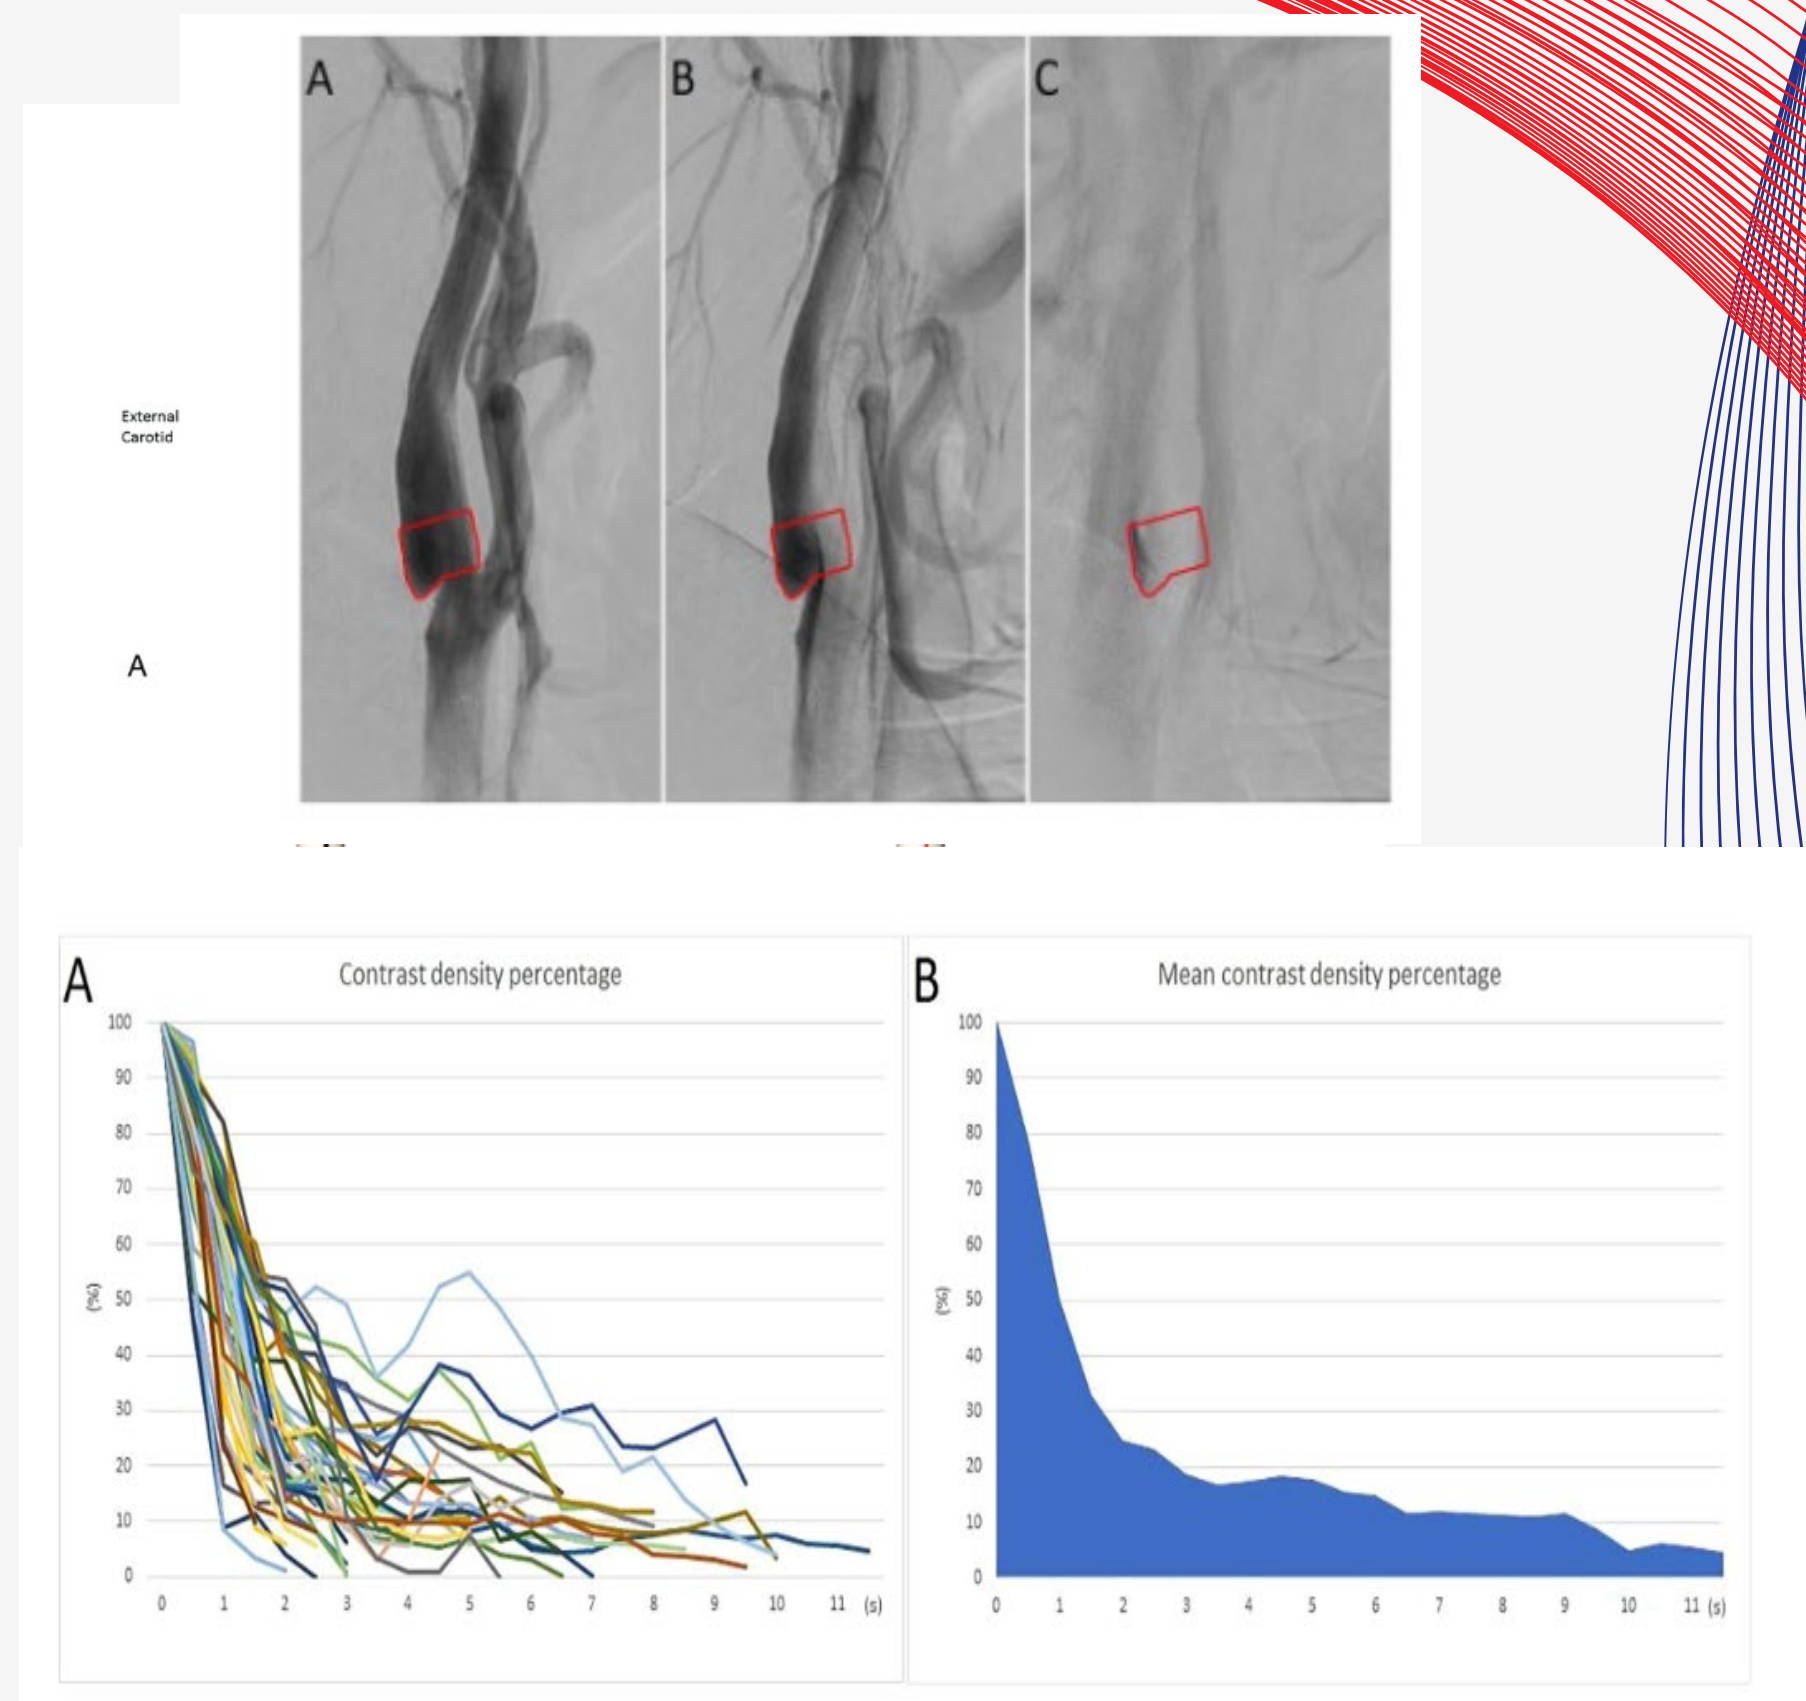 A
B
C
External
Carotid
A
A
Contrast density percentage
100
90
80
70
60
50
40
30
20
10
0
(%)
0 1 2 3 4 5 6 7 8 9 10 11 (s)
B
Mean contrast density percentage
100
90
80
70
60
50
40
30
20
10
0
(%)
0 1 2 3 4 5 6 7 8 9 10 11 (s)